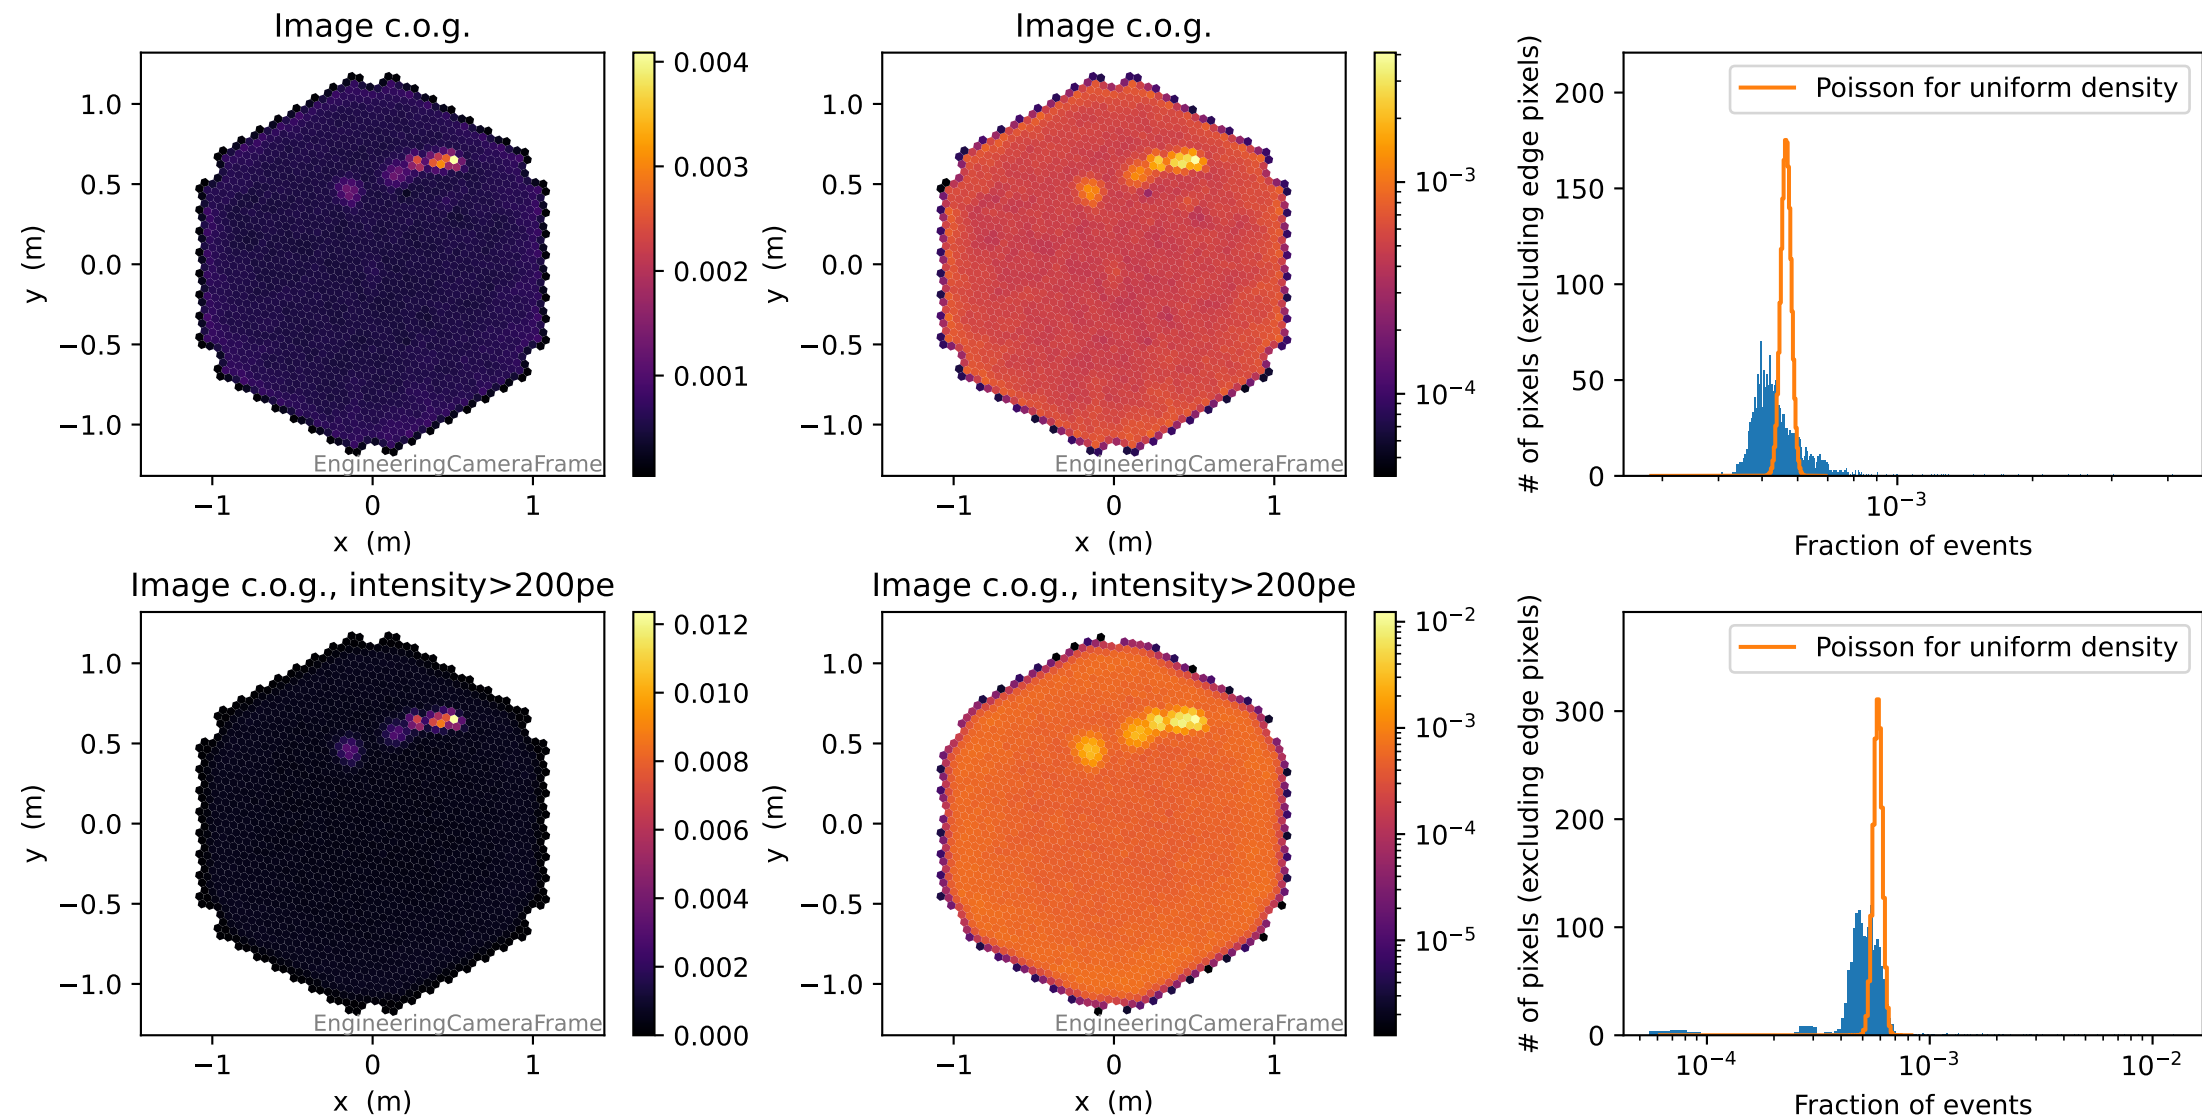 Image c.o.g.
1.0
0.5
0.0
−0.5
−1.0
y (m)
−1
0
1
x (m)
EngineeringCameraFrame
0.004
0.003
0.002
0.001
Image c.o.g.
1.0
0.5
0.0
−0.5
−1.0
y (m)
−1
0
1
x (m)
EngineeringCameraFrame
10⁻³
10⁻⁴
200
150
100
50
0
# of pixels (excluding edge pixels)
Poisson for uniform density
10⁻³
Fraction of events
Image c.o.g., intensity>200pe
1.0
0.5
0.0
−0.5
−1.0
y (m)
−1
0
1
x (m)
EngineeringCameraFrame
0.012
0.010
0.008
0.006
0.004
0.002
0.000
Image c.o.g., intensity>200pe
1.0
0.5
0.0
−0.5
−1.0
y (m)
−1
0
1
x (m)
EngineeringCameraFrame
10⁻²
10⁻³
10⁻⁴
10⁻⁵
300
200
100
0
# of pixels (excluding edge pixels)
Poisson for uniform density
10⁻⁴
10⁻³
10⁻²
Fraction of events